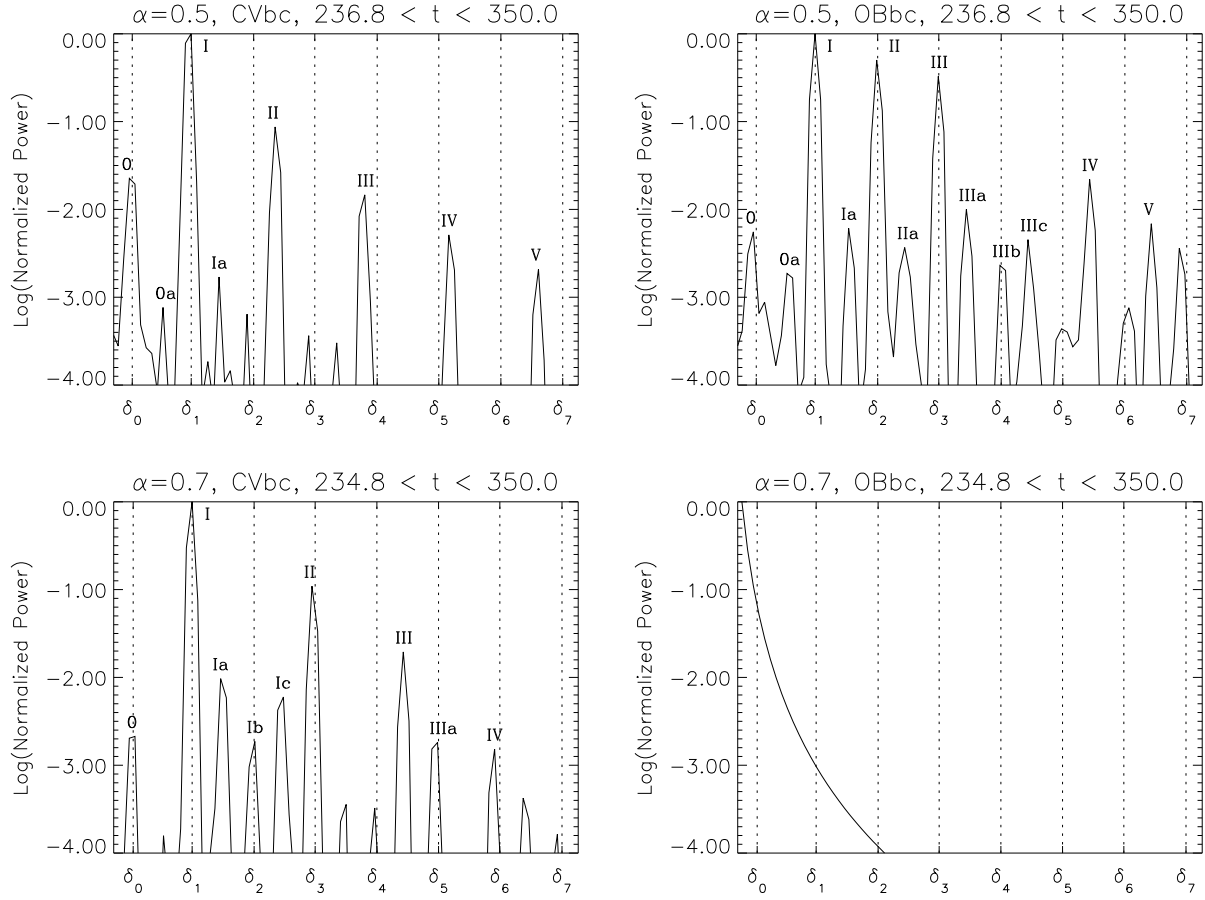 α=0.5, CVbc, 236.8 < t < 350.0
Log(Normalized Power)
0.00
−1.00
−2.00
−3.00
−4.00
0
0a
I
Ia
II
III
IV
V
δ0 δ1 δ2 δ3 δ4 δ5 δ6 δ7
α=0.5, OBbc, 236.8 < t < 350.0
Log(Normalized Power)
0.00
−1.00
−2.00
−3.00
−4.00
0
0a
I
Ia
II
IIa
III
IIIa
IIIb
IIIc
IV
V
δ0 δ1 δ2 δ3 δ4 δ5 δ6 δ7
α=0.7, CVbc, 234.8 < t < 350.0
Log(Normalized Power)
0.00
−1.00
−2.00
−3.00
−4.00
0
I
Ia
Ib
Ic
II
III
IIIa
IV
δ0 δ1 δ2 δ3 δ4 δ5 δ6 δ7
α=0.7, OBbc, 234.8 < t < 350.0
Log(Normalized Power)
0.00
−1.00
−2.00
−3.00
−4.00
δ0 δ1 δ2 δ3 δ4 δ5 δ6 δ7